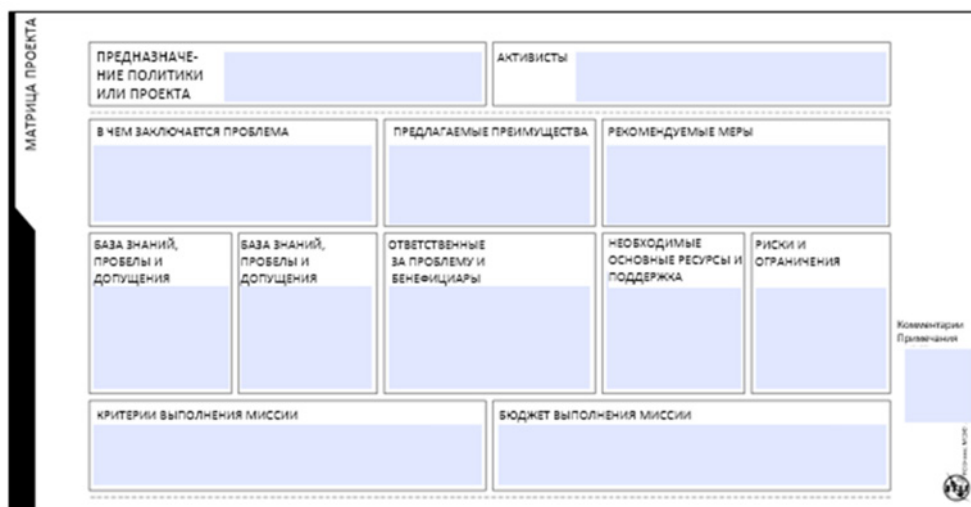 МАТРИЦА ПРОЕКТА
ПРЕДНАЗНАЧЕ-
НИЕ ПОЛИТИКИ
ИЛИ ПРОЕКТА
АКТИВИСТЫ
В ЧЕМ ЗАКЛЮЧАЕТСЯ ПРОБЛЕМА
ПРЕДЛАГАЕМЫЕ ПРЕИМУЩЕСТВА
РЕКОМЕНДУЕМЫЕ МЕРЫ
БАЗА ЗНАНИЙ,
ПРОБЕЛЫ И
ДОПУЩЕНИЯ
БАЗА ЗНАНИЙ,
ПРОБЕЛЫ И
ДОПУЩЕНИЯ
ОТВЕТСТВЕННЫЕ
ЗА ПРОБЛЕМУ И
БЕНЕФИЦИАРЫ
НЕОБХОДИМЫЕ
ОСНОВНЫЕ РЕСУРСЫ И
ПОДДЕРЖКА
РИСКИ И
ОГРАНИЧЕНИЯ
Комментарии
Примечания
КРИТЕРИИ ВЫПОЛНЕНИЯ МИССИИ
БЮДЖЕТ ВЫПОЛНЕНИЯ МИССИИ